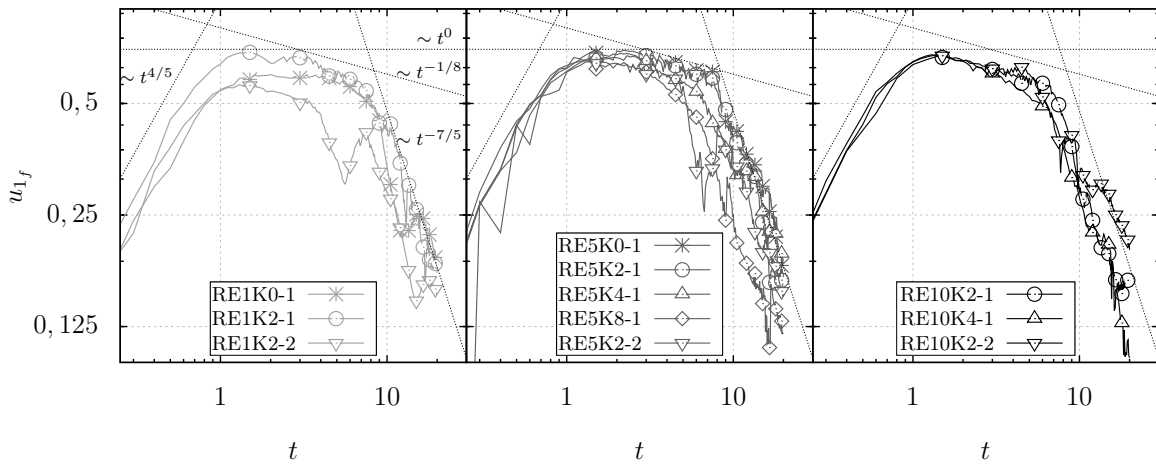 ∼ t^0
∼ t^{4/5}
∼ t^{-1/8}
∼ t^{-7/5}
u_{1_f}
0, 5
0, 25
0, 125
RE1K0-1
RE1K2-1
RE1K2-2
RE5K0-1
RE5K2-1
RE5K4-1
RE5K8-1
RE5K2-2
RE10K2-1
RE10K4-1
RE10K2-2
1 10 1 10 1 10
t t t